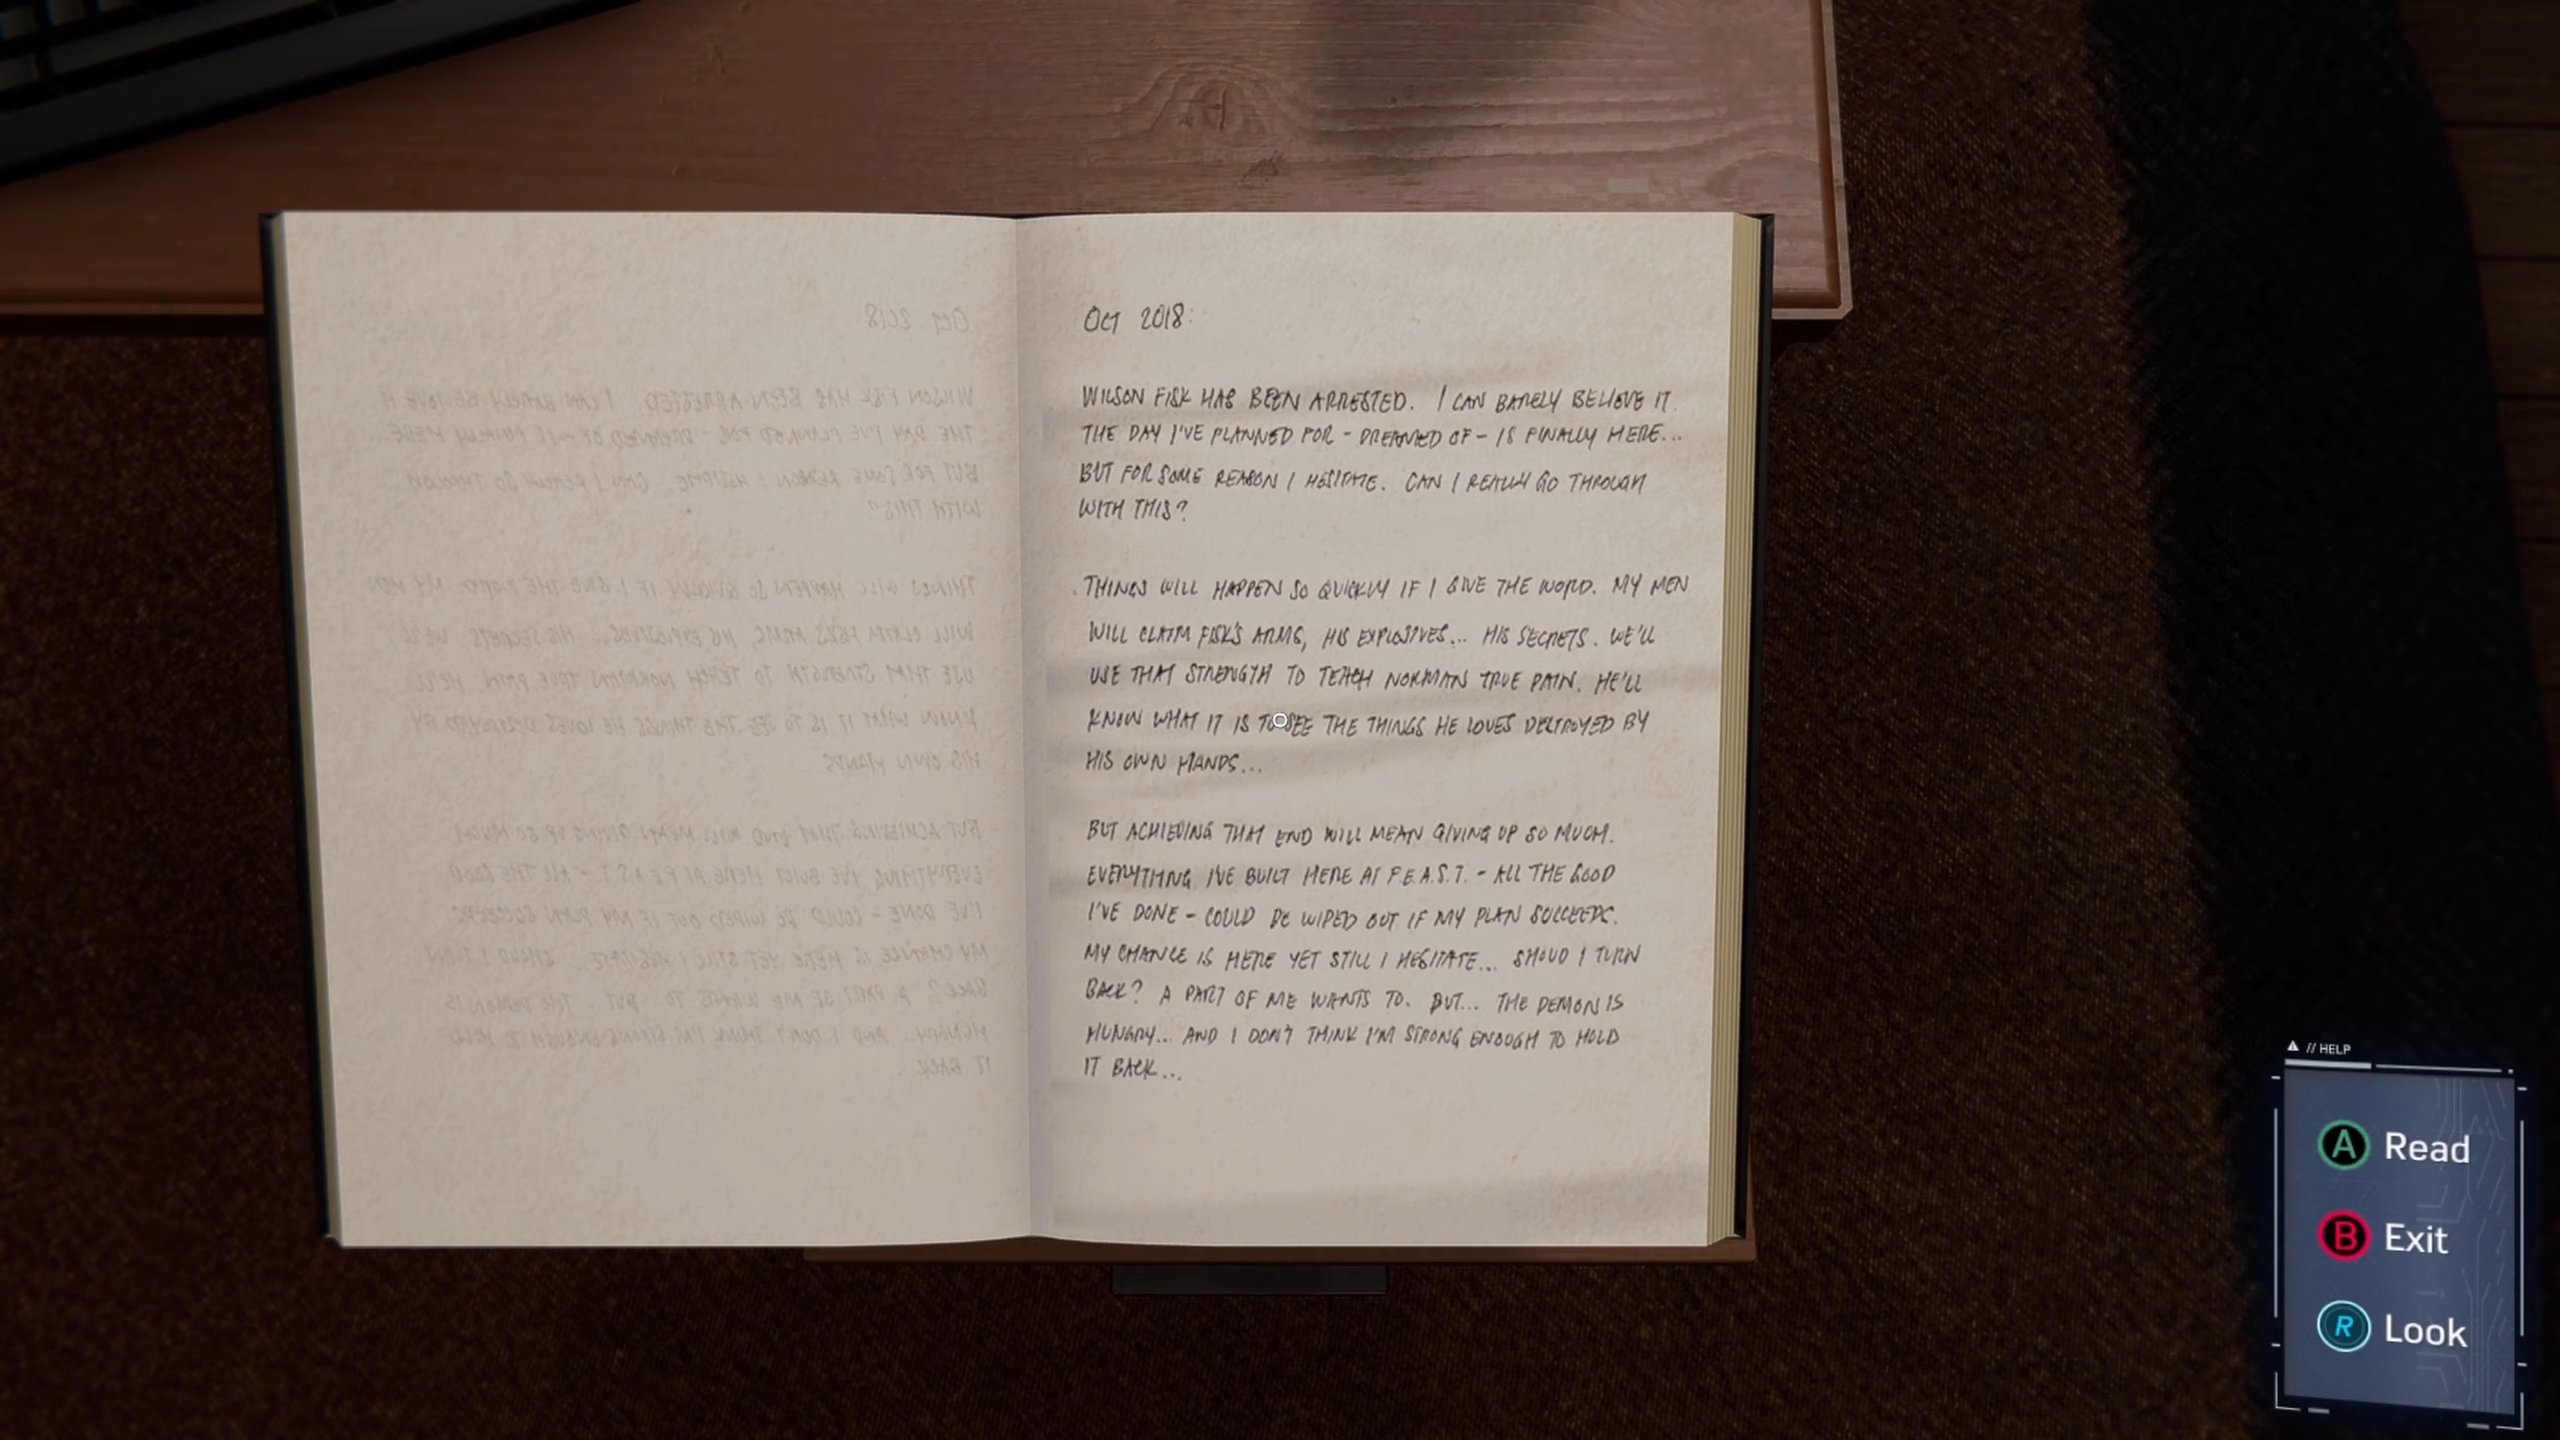 OCT 2018:
WILSON FISK HAS BEEN ARRESTED. I CAN BARELY BELIEVE IT.
THE DAY I'VE PLANNED FOR - DREAMED OF - IS FINALLY HERE...
BUT FOR SOME REASON I HESITATE. CAN I REALLY GO THROUGH
WITH THIS?
THINGS WILL HAPPEN SO QUICKLY IF I GIVE THE WORD. MY MEN
WILL CLAIM FISK'S ARMS, HIS EXPLOSIVES... HIS SECRETS. WE'LL
USE THAT STRENGTH TO TEACH NORMAN TRUE PAIN. HE'LL
KNOW WHAT IT IS TO SEE THE THINGS HE LOVES DESTROYED BY
HIS OWN HANDS...
BUT ACHIEVING THAT END WILL MEAN GIVING UP SO MUCH.
EVERYTHING I'VE BUILT HERE AT F.E.A.S.T. - ALL THE GOOD
I'VE DONE - COULD BE WIPED OUT IF MY PLAN SUCCEEDS.
MY CHANCE IS HERE YET STILL I HESITATE... SHOUD I TURN
BACK? A PART OF ME WANTS TO. BUT... THE DEMON IS
HUNGRY... AND I DON'T THINK I'M STRONG ENOUGH TO HOLD
IT BACK...
// HELP
A Read
B Exit
R Look